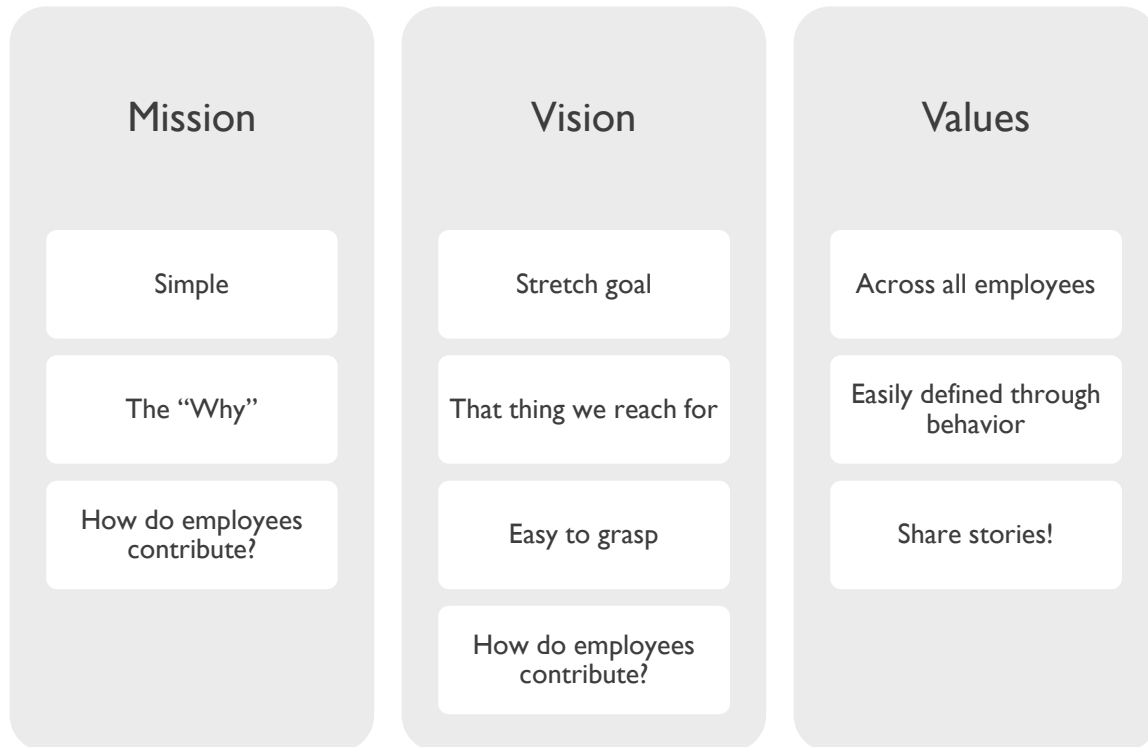 Mission
Simple
The “Why”
How do employees
contribute?
Vision
Stretch goal
That thing we reach for
Easy to grasp
How do employees
contribute?
Values
Across all employees
Easily defined through
behavior
Share stories!